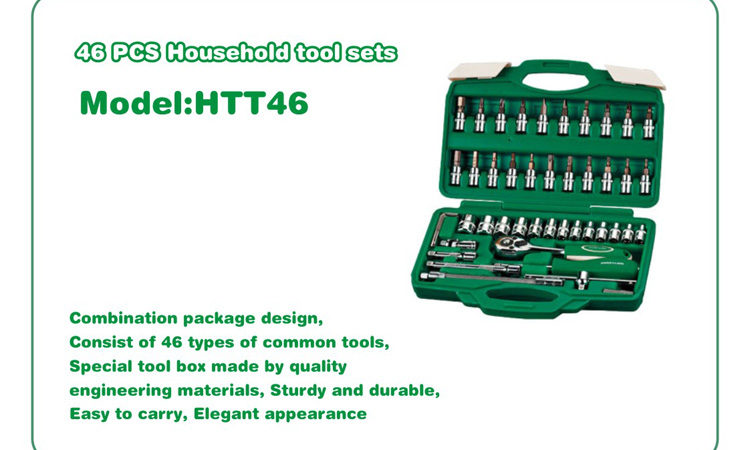 46 PCS Household tool sets
Model:HTT46
Combination package design,
Consist of 46 types of common tools,
Special tool box made by quality
engineering materials, Sturdy and durable,
Easy to carry, Elegant appearance